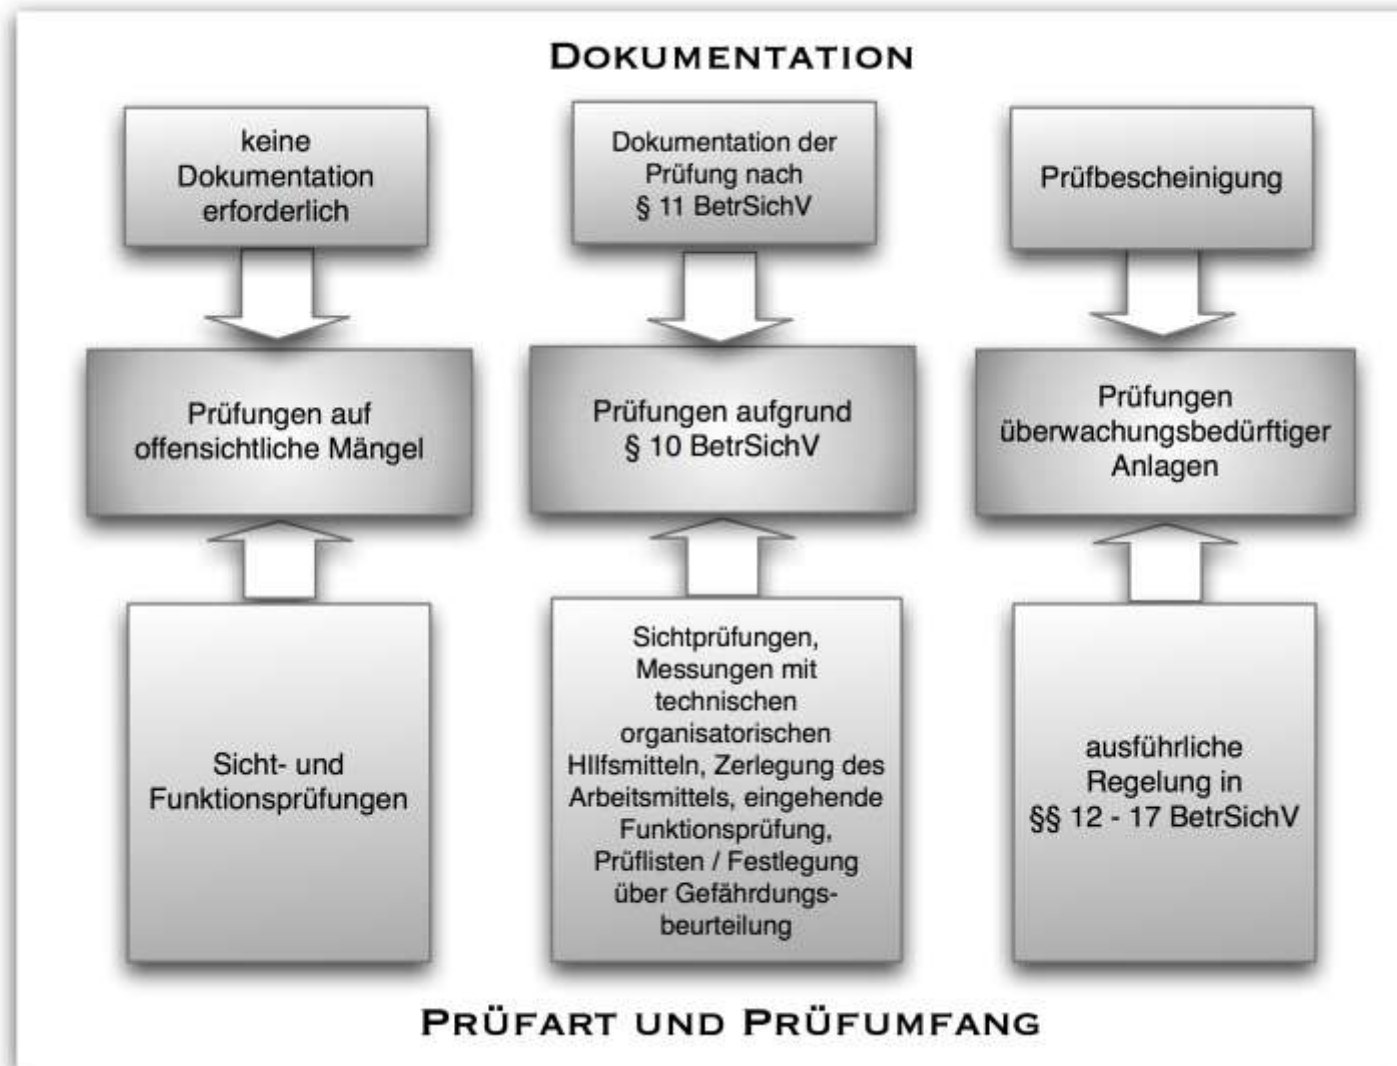 DOKUMENTATION
keine
Dokumentation
erforderlich
Dokumentation der
Prüfung nach
§ 11 BetrSichV
Prüfbescheinigung
Prüfungen auf
offensichtliche Mängel
Prüfungen aufgrund
§ 10 BetrSichV
Prüfungen
überwachungsbedürftiger
Anlagen
Sicht- und
Funktionsprüfungen
Sichtprüfungen,
Messungen mit
technischen
organisatorischen
HIlfsmitteln, Zerlegung des
Arbeitsmittels, eingehende
Funktionsprüfung,
Prüflisten / Festlegung
über Gefährdungs-
beurteilung
ausführliche
Regelung in
§§ 12 - 17 BetrSichV
PRÜFART UND PRÜFUMFANG